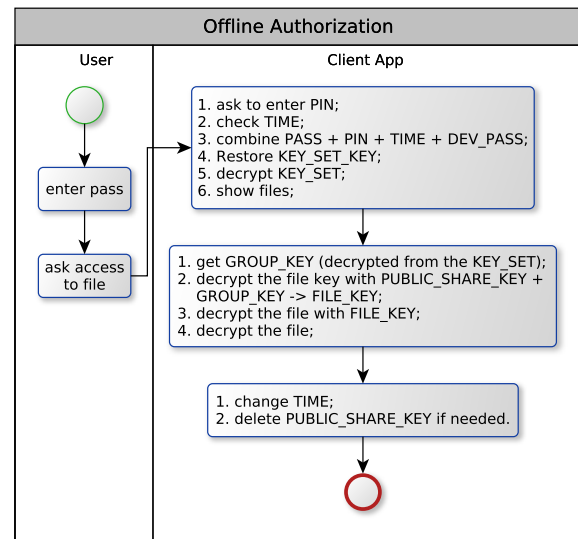 Offline Authorization
User
Client App
enter pass
ask access
to file
1. ask to enter PIN;
2. check TIME;
3. combine PASS + PIN + TIME + DEV_PASS;
4. Restore KEY_SET_KEY;
5. decrypt KEY_SET;
6. show files;
1. get GROUP_KEY (decrypted from the KEY_SET);
2. decrypt the file key with PUBLIC_SHARE_KEY +
GROUP_KEY -> FILE_KEY;
3. decrypt the file with FILE_KEY;
4. decrypt the file;
1. change TIME;
2. delete PUBLIC_SHARE_KEY if needed.